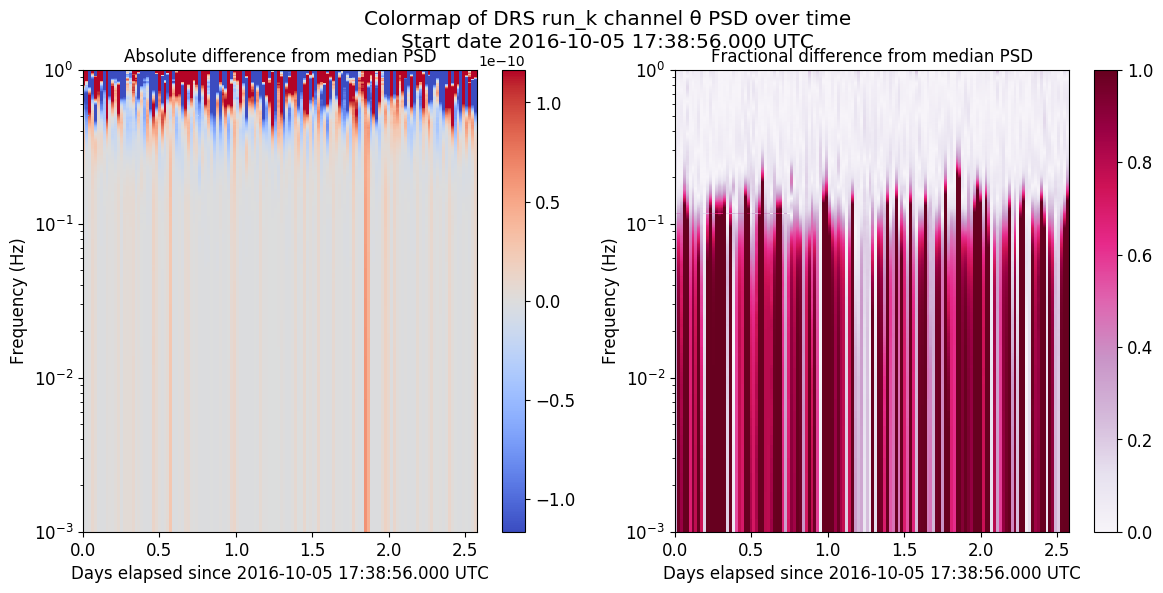 Colormap of DRS run_k channel θ PSD over time
Start date 2016-10-05 17:38:56.000 UTC
Absolute difference from median PSD
1e−10
10⁰
10⁻¹
10⁻²
10⁻³
Frequency (Hz)
0.0 0.5 1.0 1.5 2.0 2.5
Days elapsed since 2016-10-05 17:38:56.000 UTC
1.0
0.5
0.0
−0.5
−1.0
Fractional difference from median PSD
10⁰
10⁻¹
10⁻²
10⁻³
Frequency (Hz)
0.0 0.5 1.0 1.5 2.0 2.5
Days elapsed since 2016-10-05 17:38:56.000 UTC
1.0
0.8
0.6
0.4
0.2
0.0